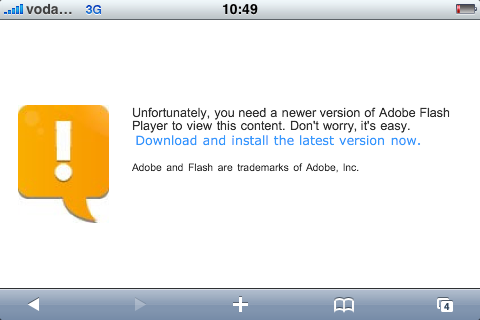 voda... 3G 10:49
Unfortunately, you need a newer version of Adobe Flash
Player to view this content. Don't worry, it's easy.
Download and install the latest version now.
Adobe and Flash are trademarks of Adobe, Inc.
4